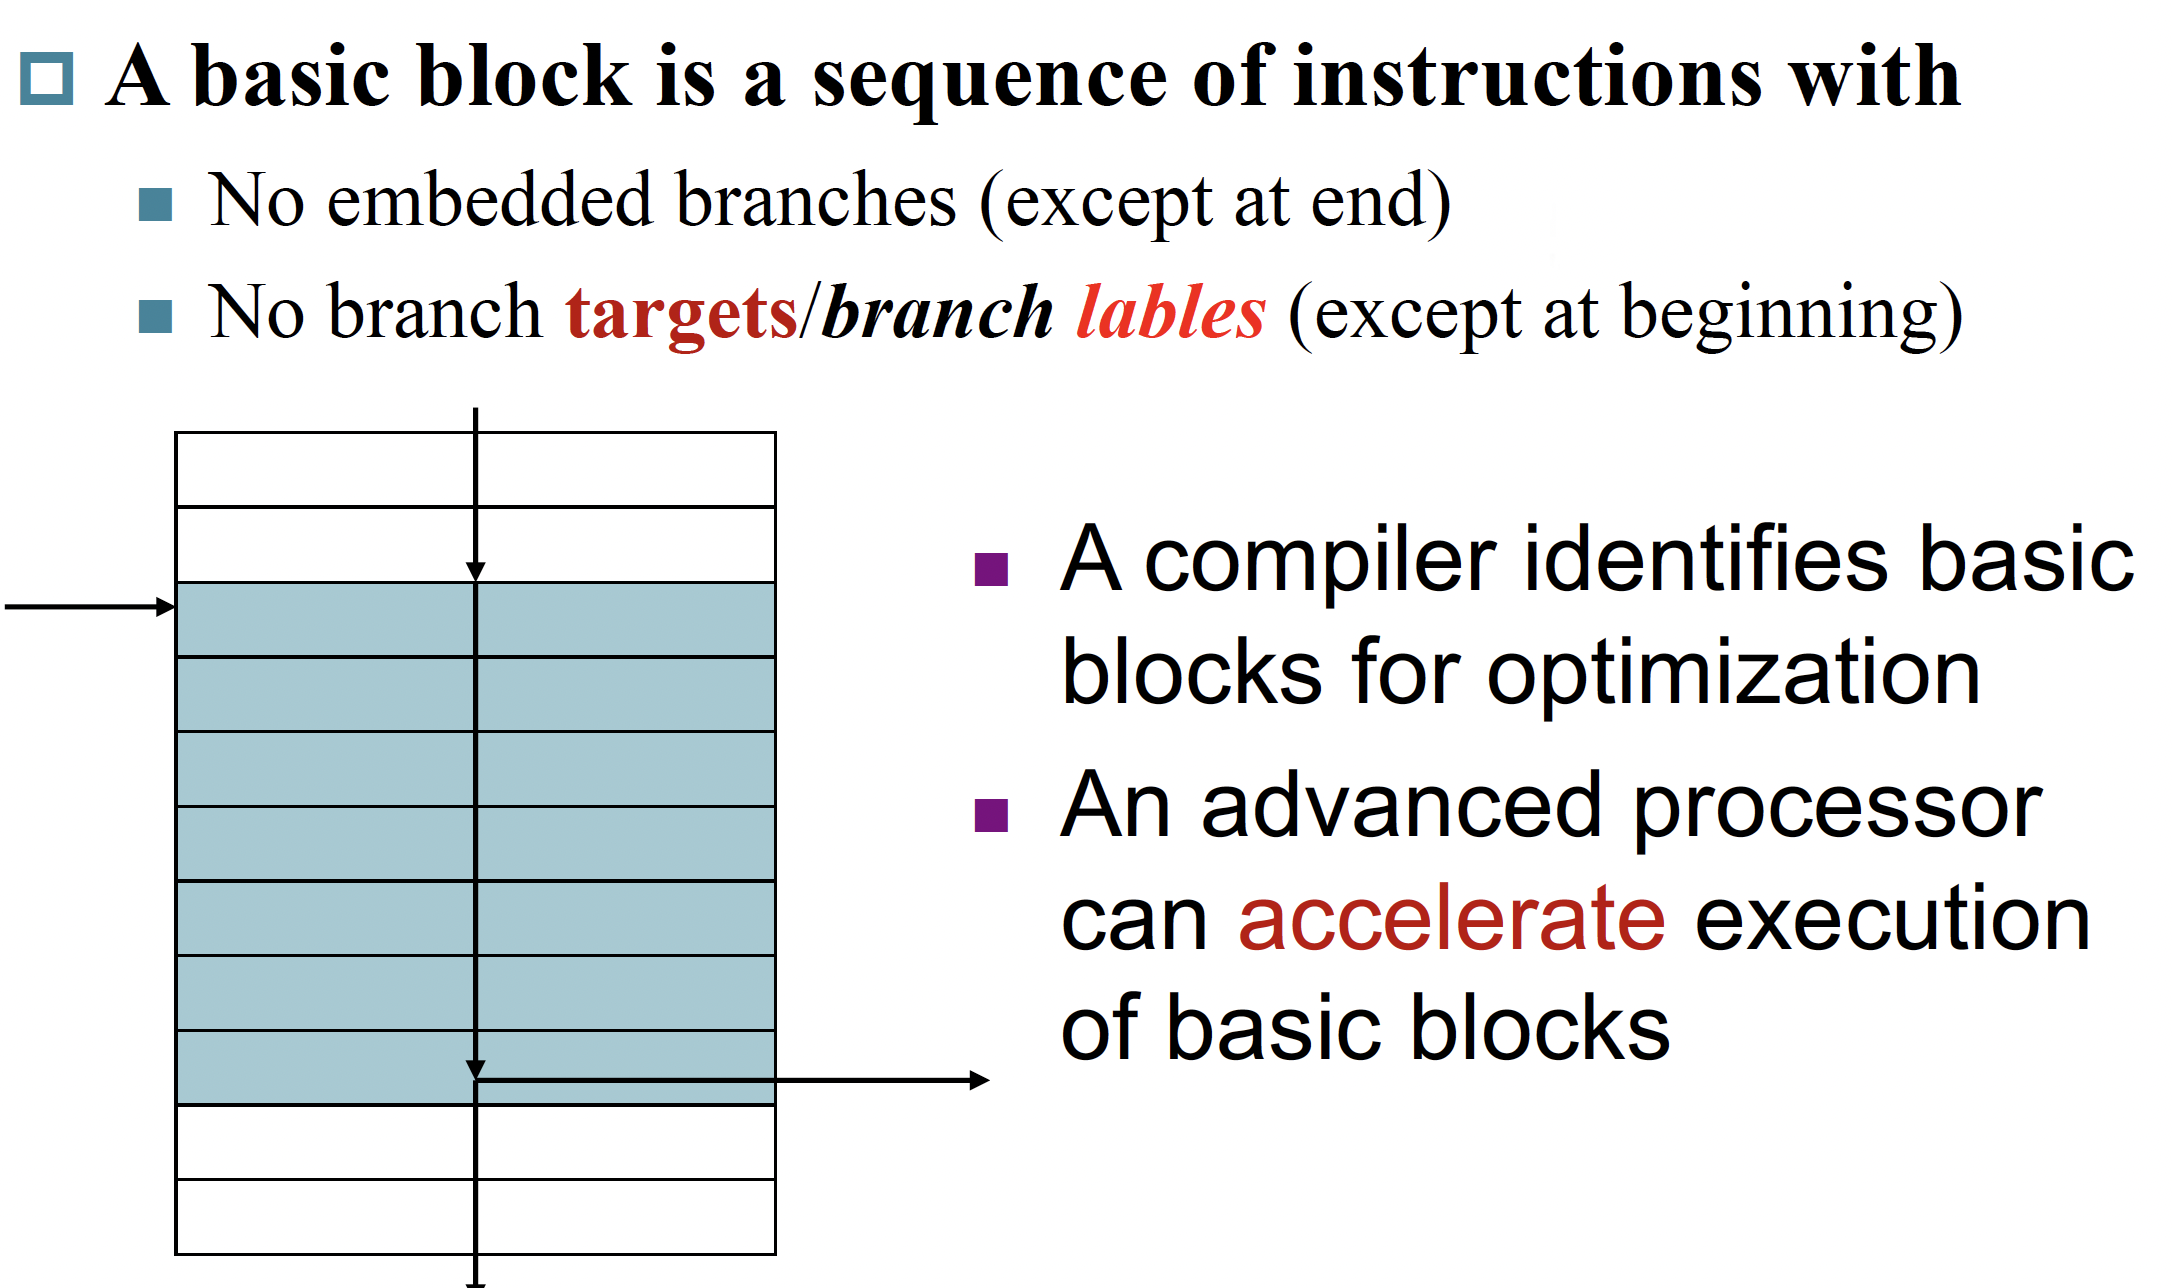 A basic block is a sequence of instructions with
No embedded branches (except at end)
No branch targets/branch lables (except at beginning)
A compiler identifies basic
blocks for optimization
An advanced processor
can accelerate execution
of basic blocks